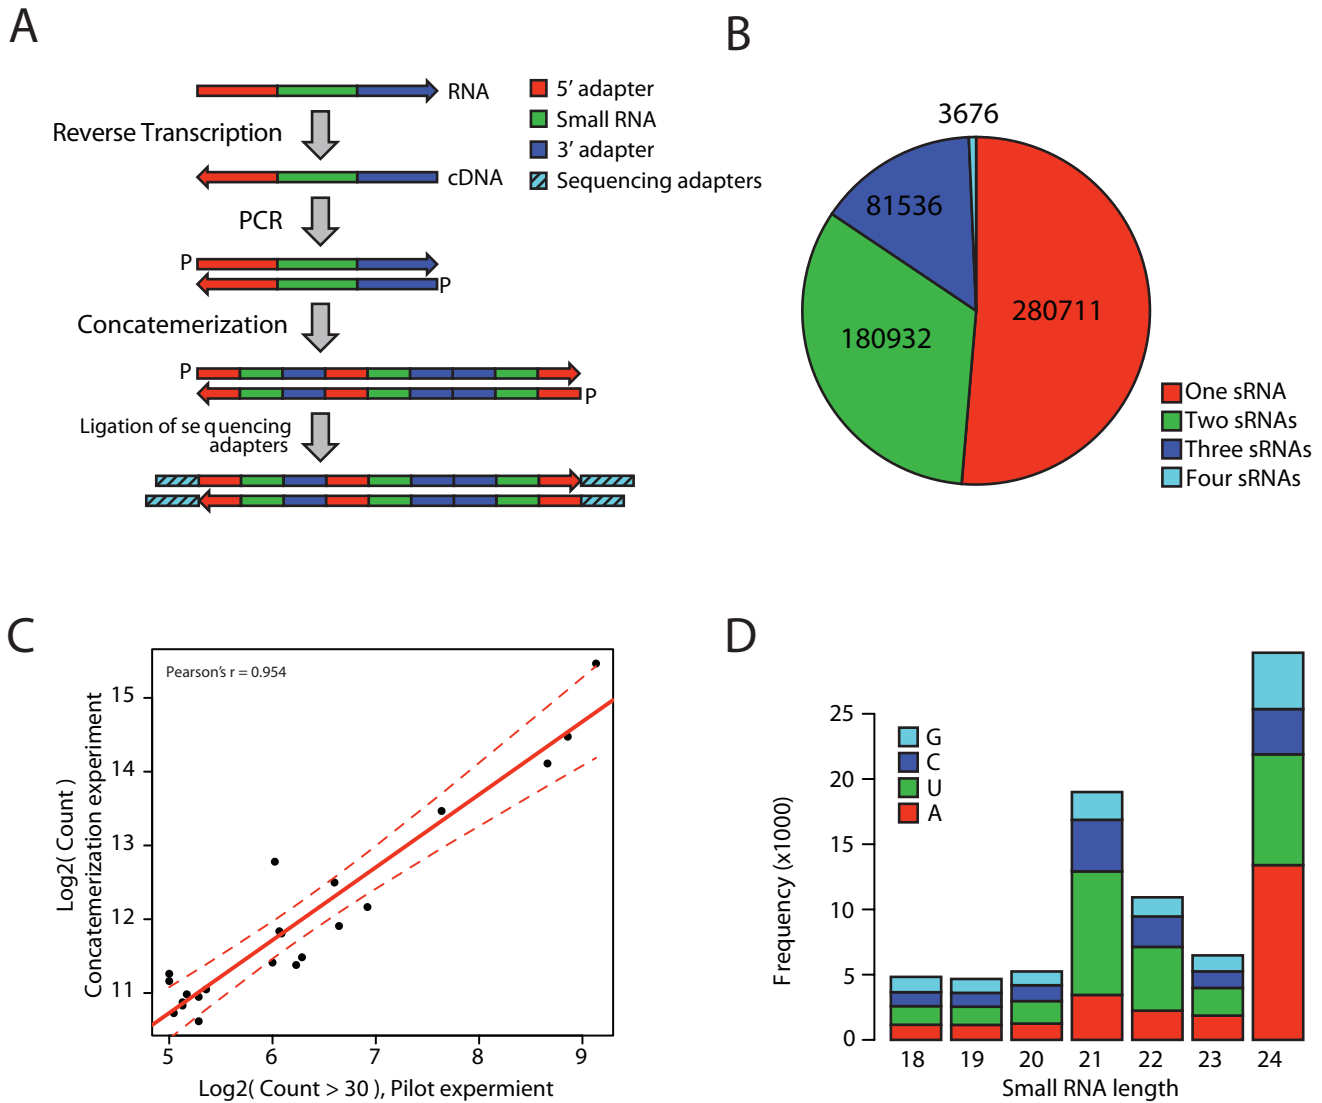 A
RNA
Reverse Transcription
cDNA
PCR
P
P
Concatemerization
P
P
Ligation of se quencing
adapters
5′ adapter
Small RNA
3′ adapter
Sequencing adapters
B
3676
81536
280711
180932
One sRNA
Two sRNAs
Three sRNAs
Four sRNAs
C
Pearson's r = 0.954
Log2( Count )
Concatemerization experiment
15
14
13
12
11
5 6 7 8 9
Log2( Count > 30 ), Pilot expermient
D
G
C
U
A
Frequency (x1000)
25
20
15
10
5
0
18 19 20 21 22 23 24
Small RNA length